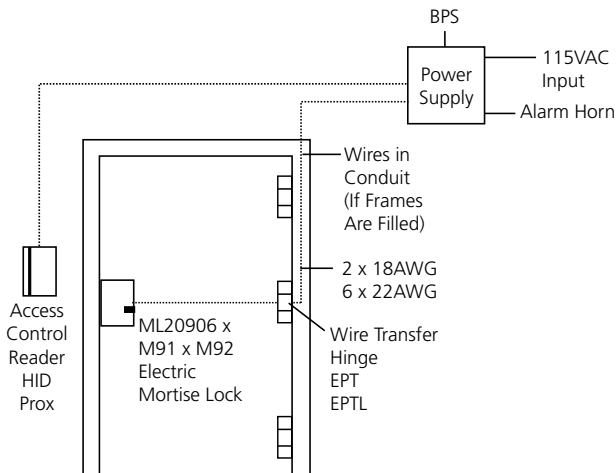 BPS
Power
Supply
115VAC
Input
Alarm Horn
Wires in
Conduit
(If Frames
Are Filled)
2 x 18AWG
6 x 22AWG
Access
Control
Reader
HID
Prox
ML20906 x
M91 x M92
Electric
Mortise Lock
Wire Transfer
Hinge
EPT
EPTL